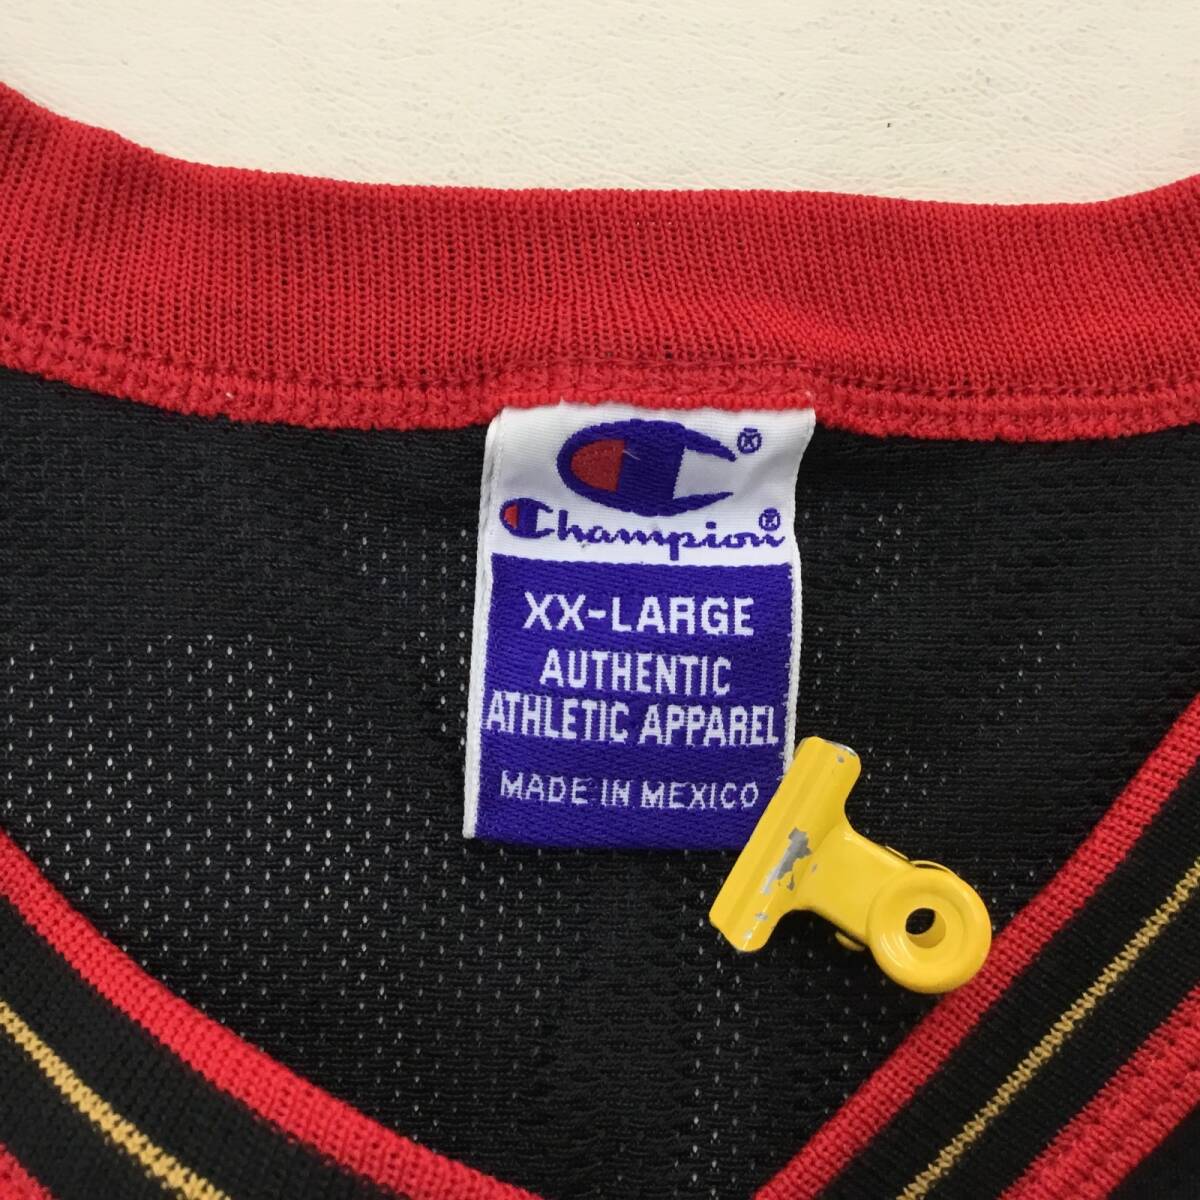 ®
Champion®
XX-LARGE
AUTHENTIC
ATHLETIC APPAREL
MADE IN MEXICO